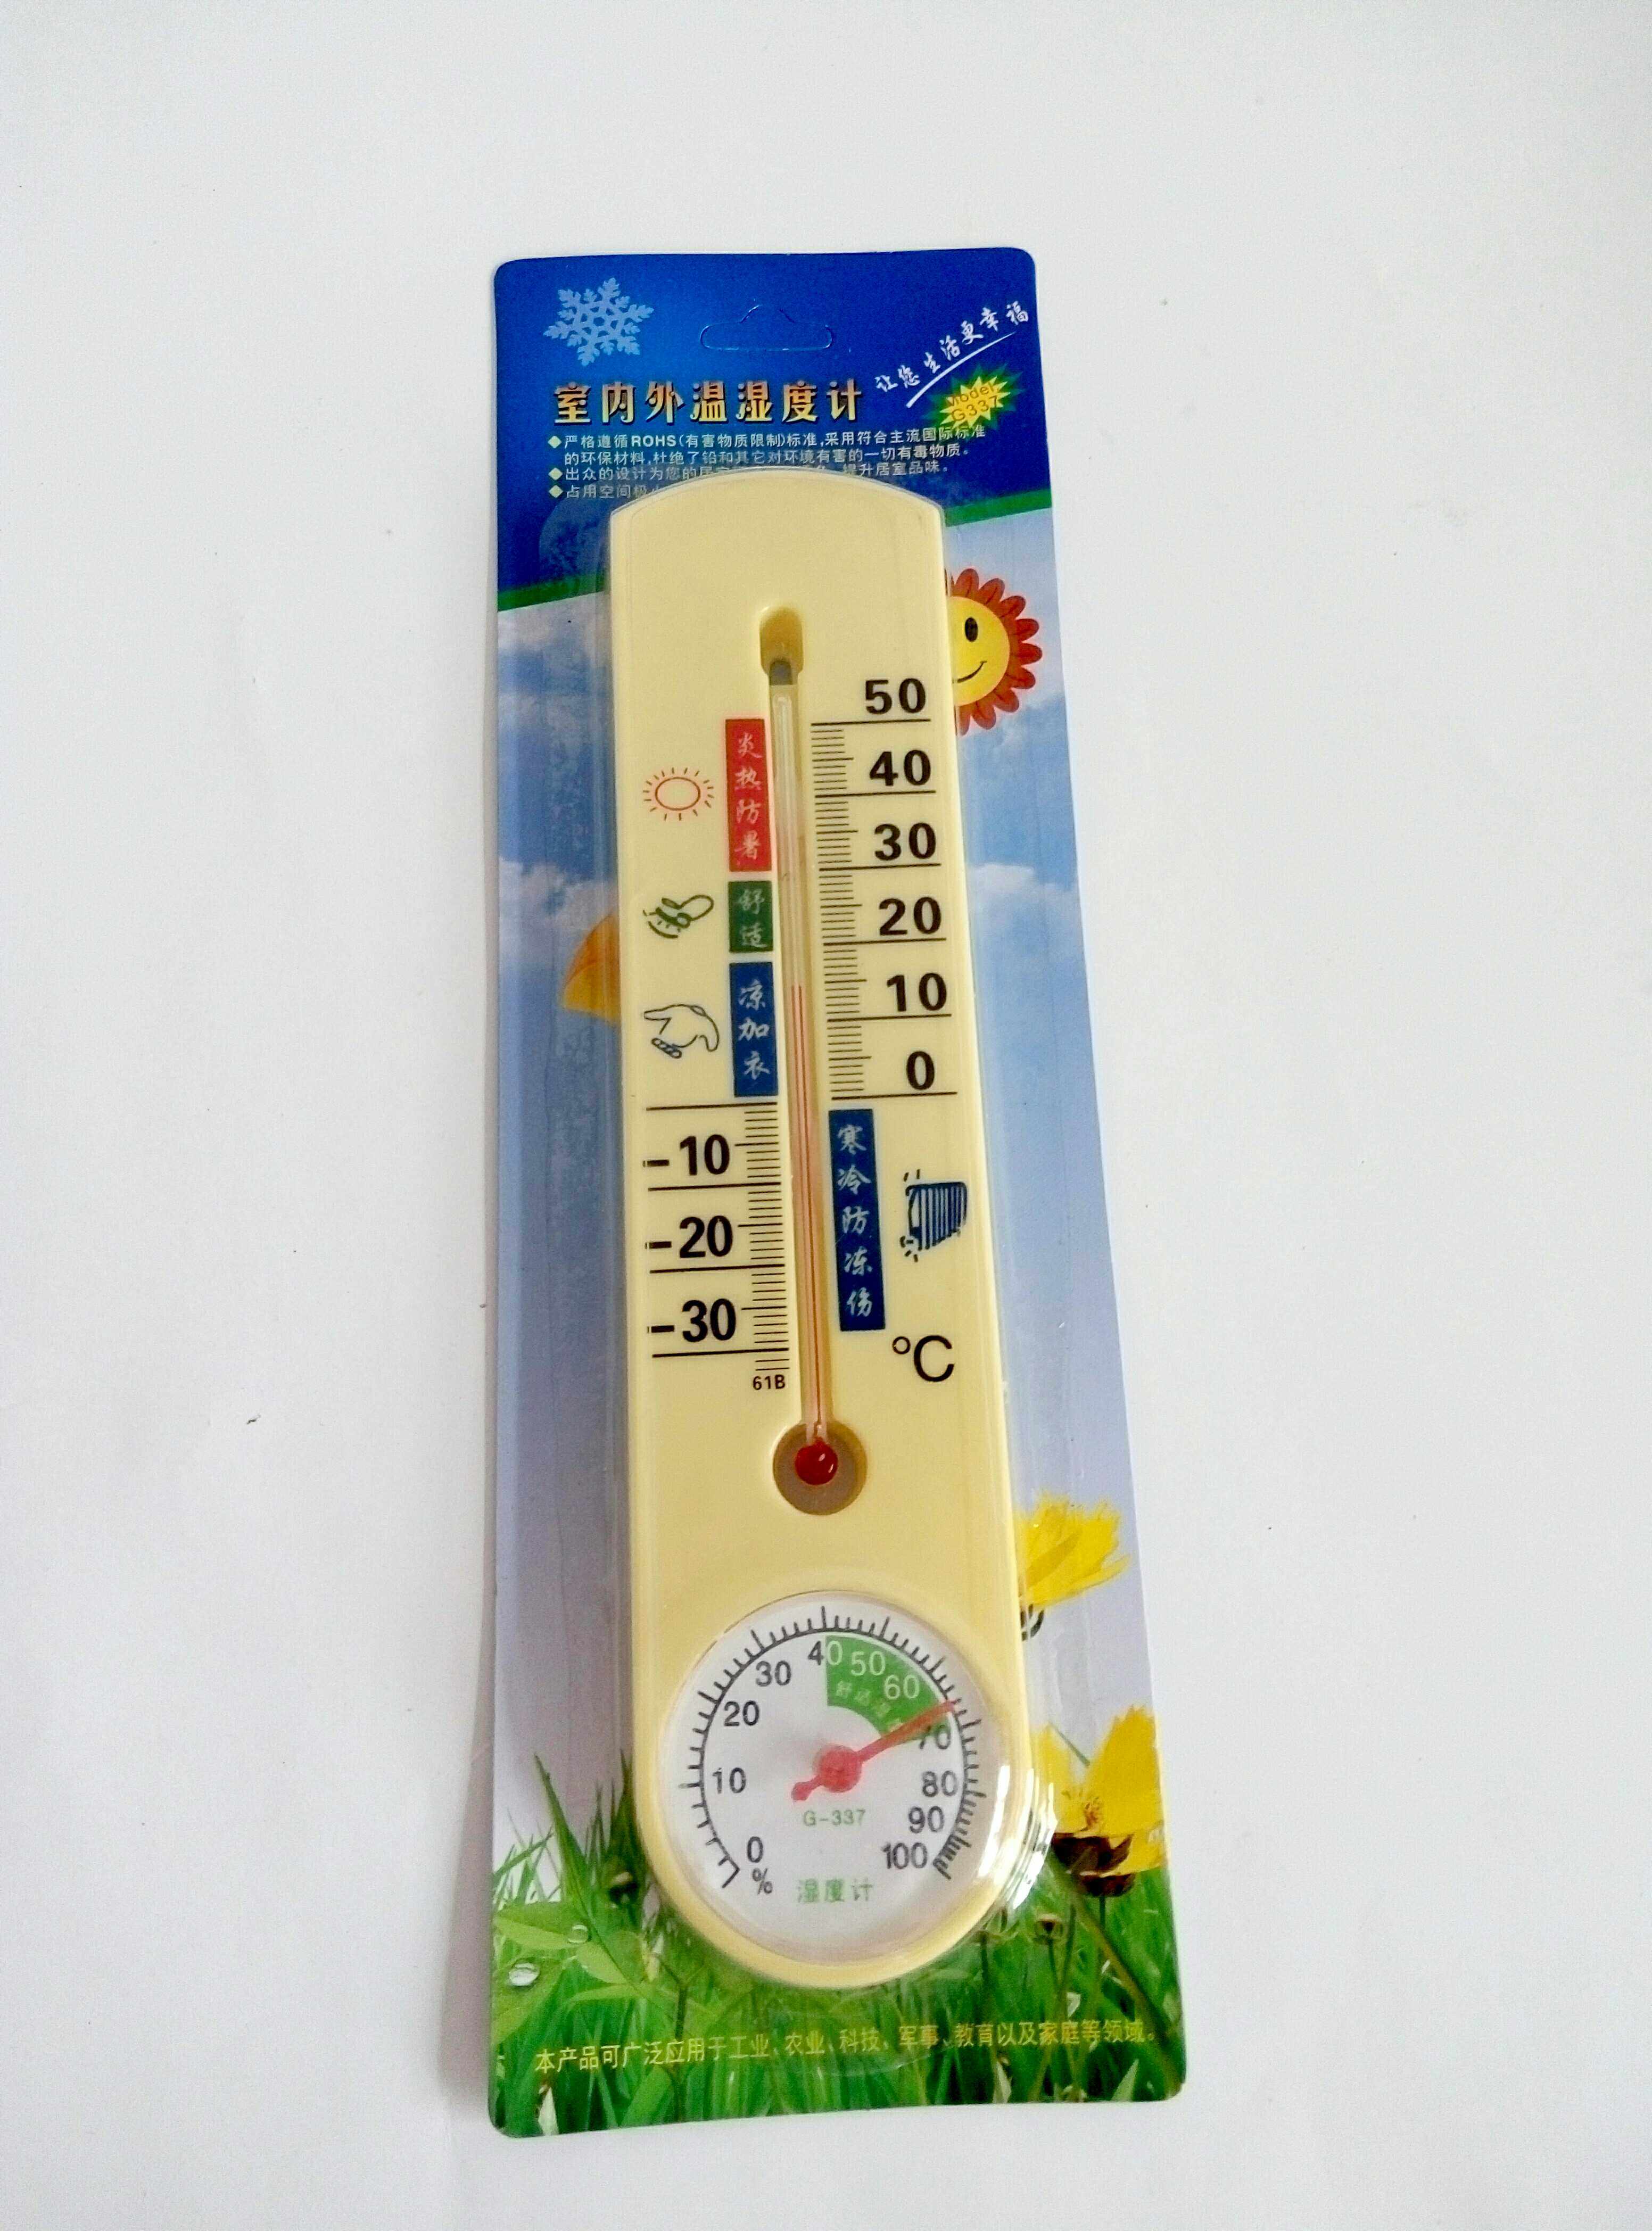 让您生活更幸福
室内外温湿度计
Model
G337
◆严格遵循ROHS(有害物质限制)标准,采用符合主流国际标准
的环保材料,杜绝了铅和其它对环境有害的一切有毒物质。
◆出众的设计为您的居 提升居室品味。
◆占用空间极小
50
炎热防暑
40
30
舒适
20
凉加衣
10
0
寒冷防冻伤
-10
-20
-30
°C
61B
0 10 20 30 40 50 60 70 80 90 100
舒适
G-337
%
湿度计
本产品可广泛应用于工业、农业、科技、军事、教育以及家庭等领域。